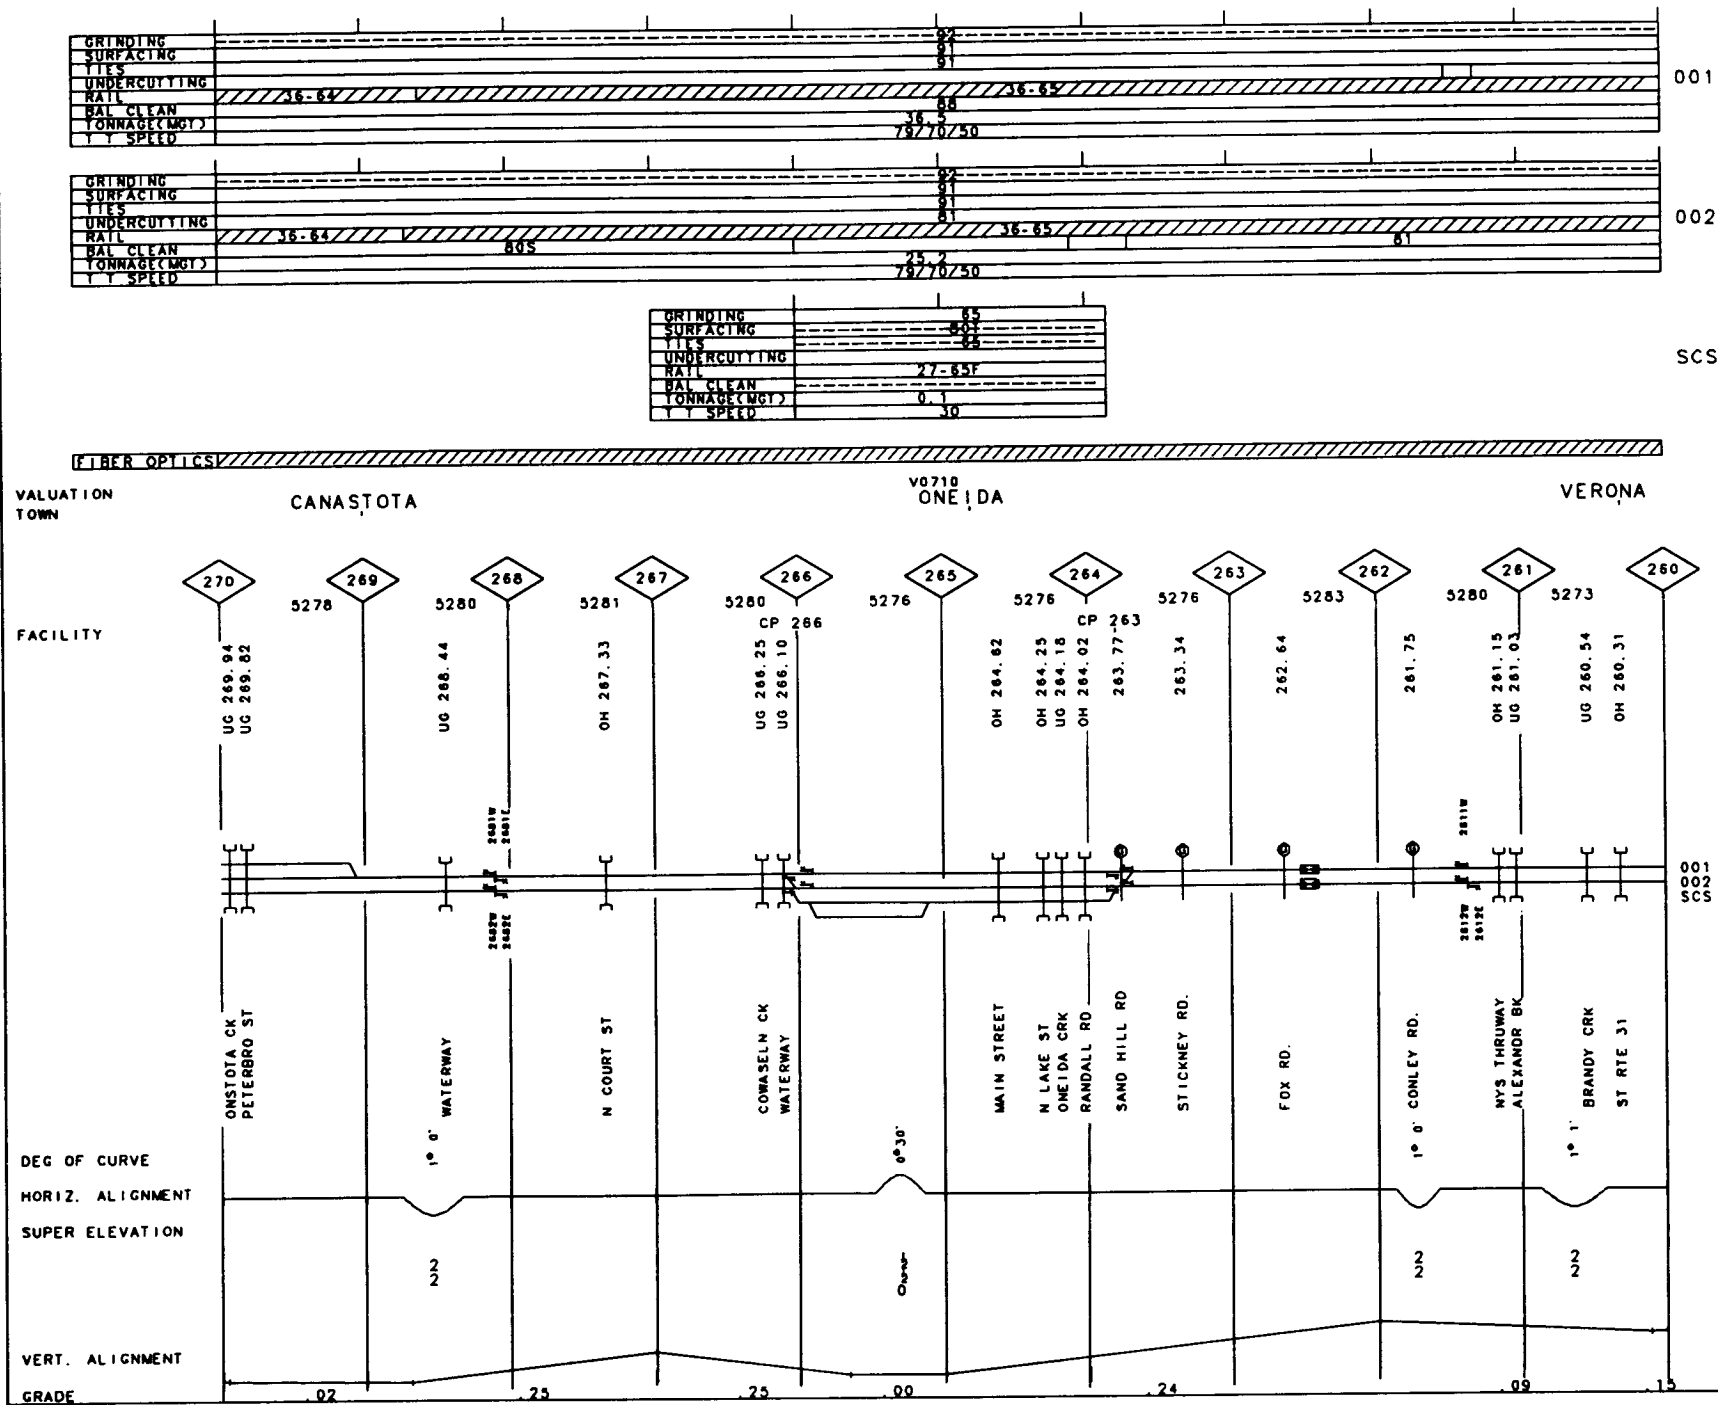 GRINDING 92
SURFACING 91
TIES 91
UNDERCUTTING
001
RAIL 36-64 36-65
BAL CLEAN 88
TONNAGE(MGT) 36.5
T T SPEED 79/70/50
GRINDING 92
SURFACING 91
TIES 91
UNDERCUTTING 81
002
RAIL 36-64 36-65
BAL CLEAN 80S 81
TONNAGE(MGT) 25.2
T T SPEED 79/70/50
GRINDING 65
SURFACING 80T
TIES 65
UNDERCUTTING
SCS
RAIL 27-65F
BAL CLEAN
TONNAGE(MGT) 0.1
T T SPEED 30
FIBER OPTICS
VALUATION V0710
TOWN CANASTOTA ONEIDA VERONA
270 269 268 267 266 265 264 263 262 261 260
5278 5280 5281 5280 5276 5276 5276 5283 5280 5273
CP 266 CP 263
FACILITY
UG 269.94
UG 269.82
UG 268.44
OH 267.33
UG 266.25
UG 266.10
OH 264.62
OH 264.25
UG 264.18
OH 264.02
263.77
263.34
262.64
261.75
OH 261.15
UG 261.03
UG 260.54
OH 260.31
2681W
2681E
2611W
001
002
SCS
2682W
2682E
2612W
2612E
ONSTOTA CK
PETERBRO ST
WATERWAY
N COURT ST
COWASELN CK
WATERWAY
MAIN STREET
N LAKE ST
ONEIDA CRK
RANDALL RD
SAND HILL RD
STICKNEY RD.
FOX RD.
CONLEY RD.
NYS THRUWAY
ALEXANDR BK
BRANDY CRK
ST RTE 31
DEG OF CURVE 1° 0' 0°30' 1° 0' 1° 1'
HORIZ. ALIGNMENT
SUPER ELEVATION
2 2 2
2 2 2
VERT. ALIGNMENT
GRADE .02 .25 .25 .00 .24 .09 .15